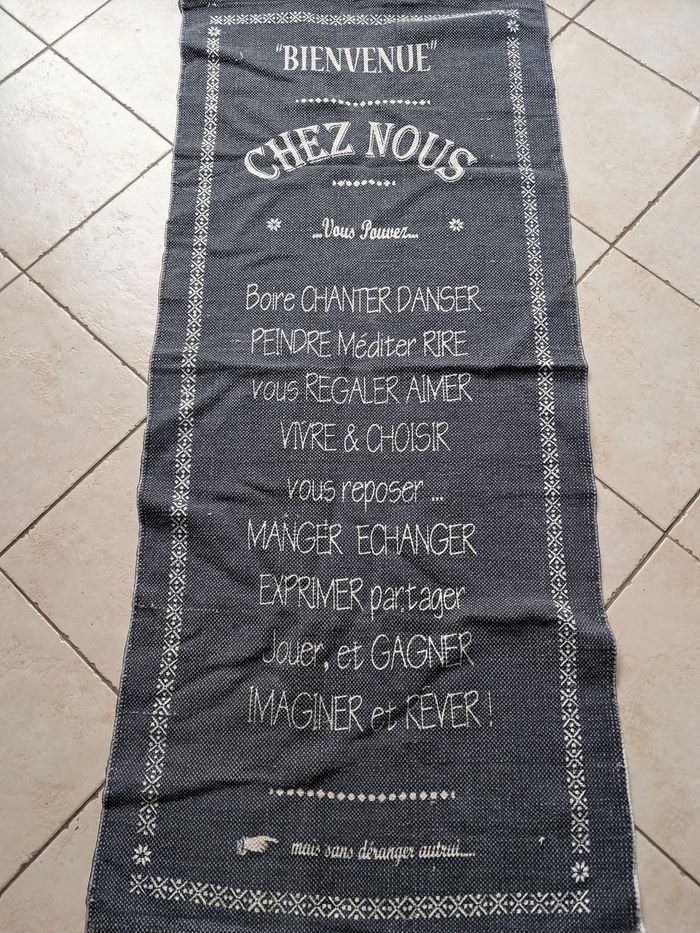 "BIENVENUE"
CHEZ NOUS
...Vous Pouvez...
Boire CHANTER DANSER
PEINDRE Méditer RIRE
vous REGALER AIMER
VIVRE & CHOISIR
vous reposer ...
MANGER ECHANGER
EXPRIMER partager
Jouer, et GAGNER
IMAGINER et RÊVER !
mais sans déranger autrui....